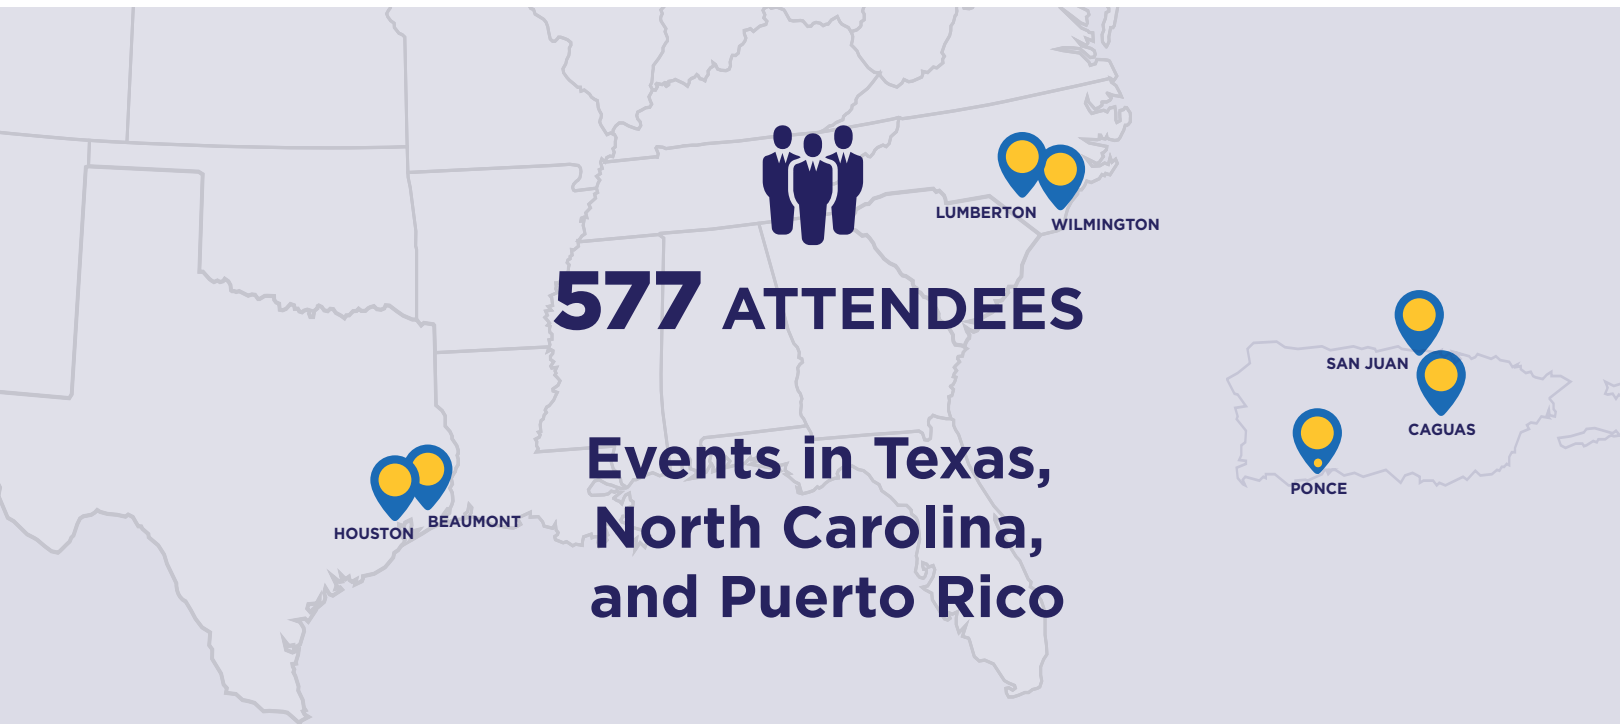 LUMBERTON
WILMINGTON
577 ATTENDEES
SAN JUAN
CAGUAS
PONCE
Events in Texas,
North Carolina,
and Puerto Rico
HOUSTON
BEAUMONT